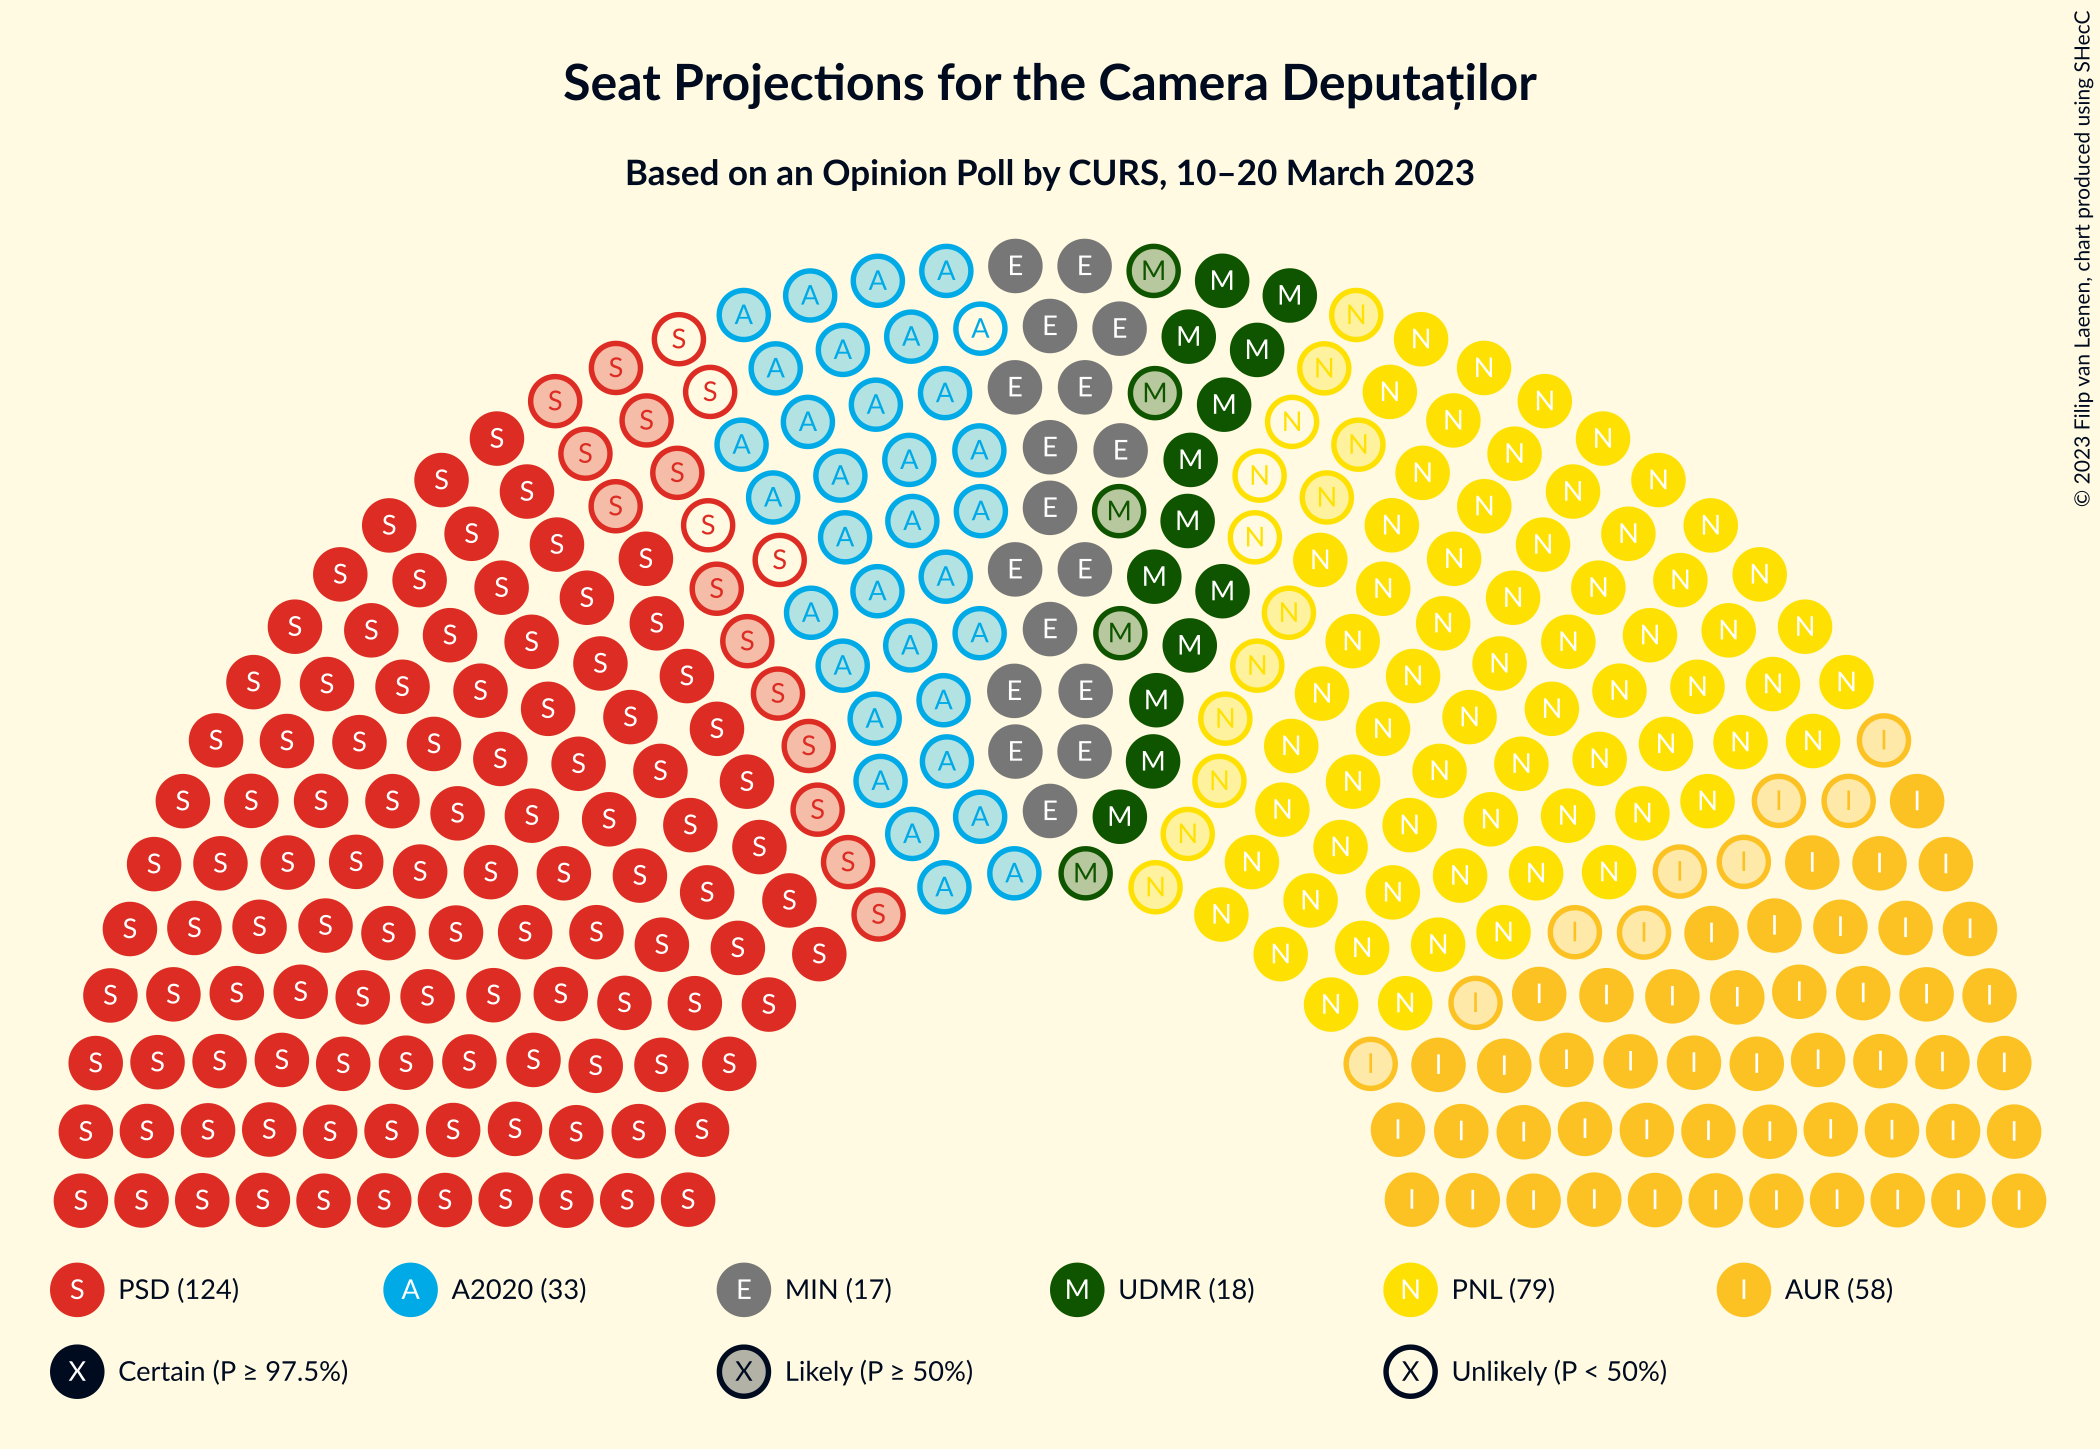 Seat Projections for the Camera Deputaților
Based on an Opinion Poll by CURS, 10–20 March 2023
© 2023 Filip van Laenen, chart produced using SHecC
S PSD (124) A A2020 (33) E MIN (17) M UDMR (18) N PNL (79) I AUR (58)
X Certain (P ≥ 97.5%) X Likely (P ≥ 50%) X Unlikely (P < 50%)